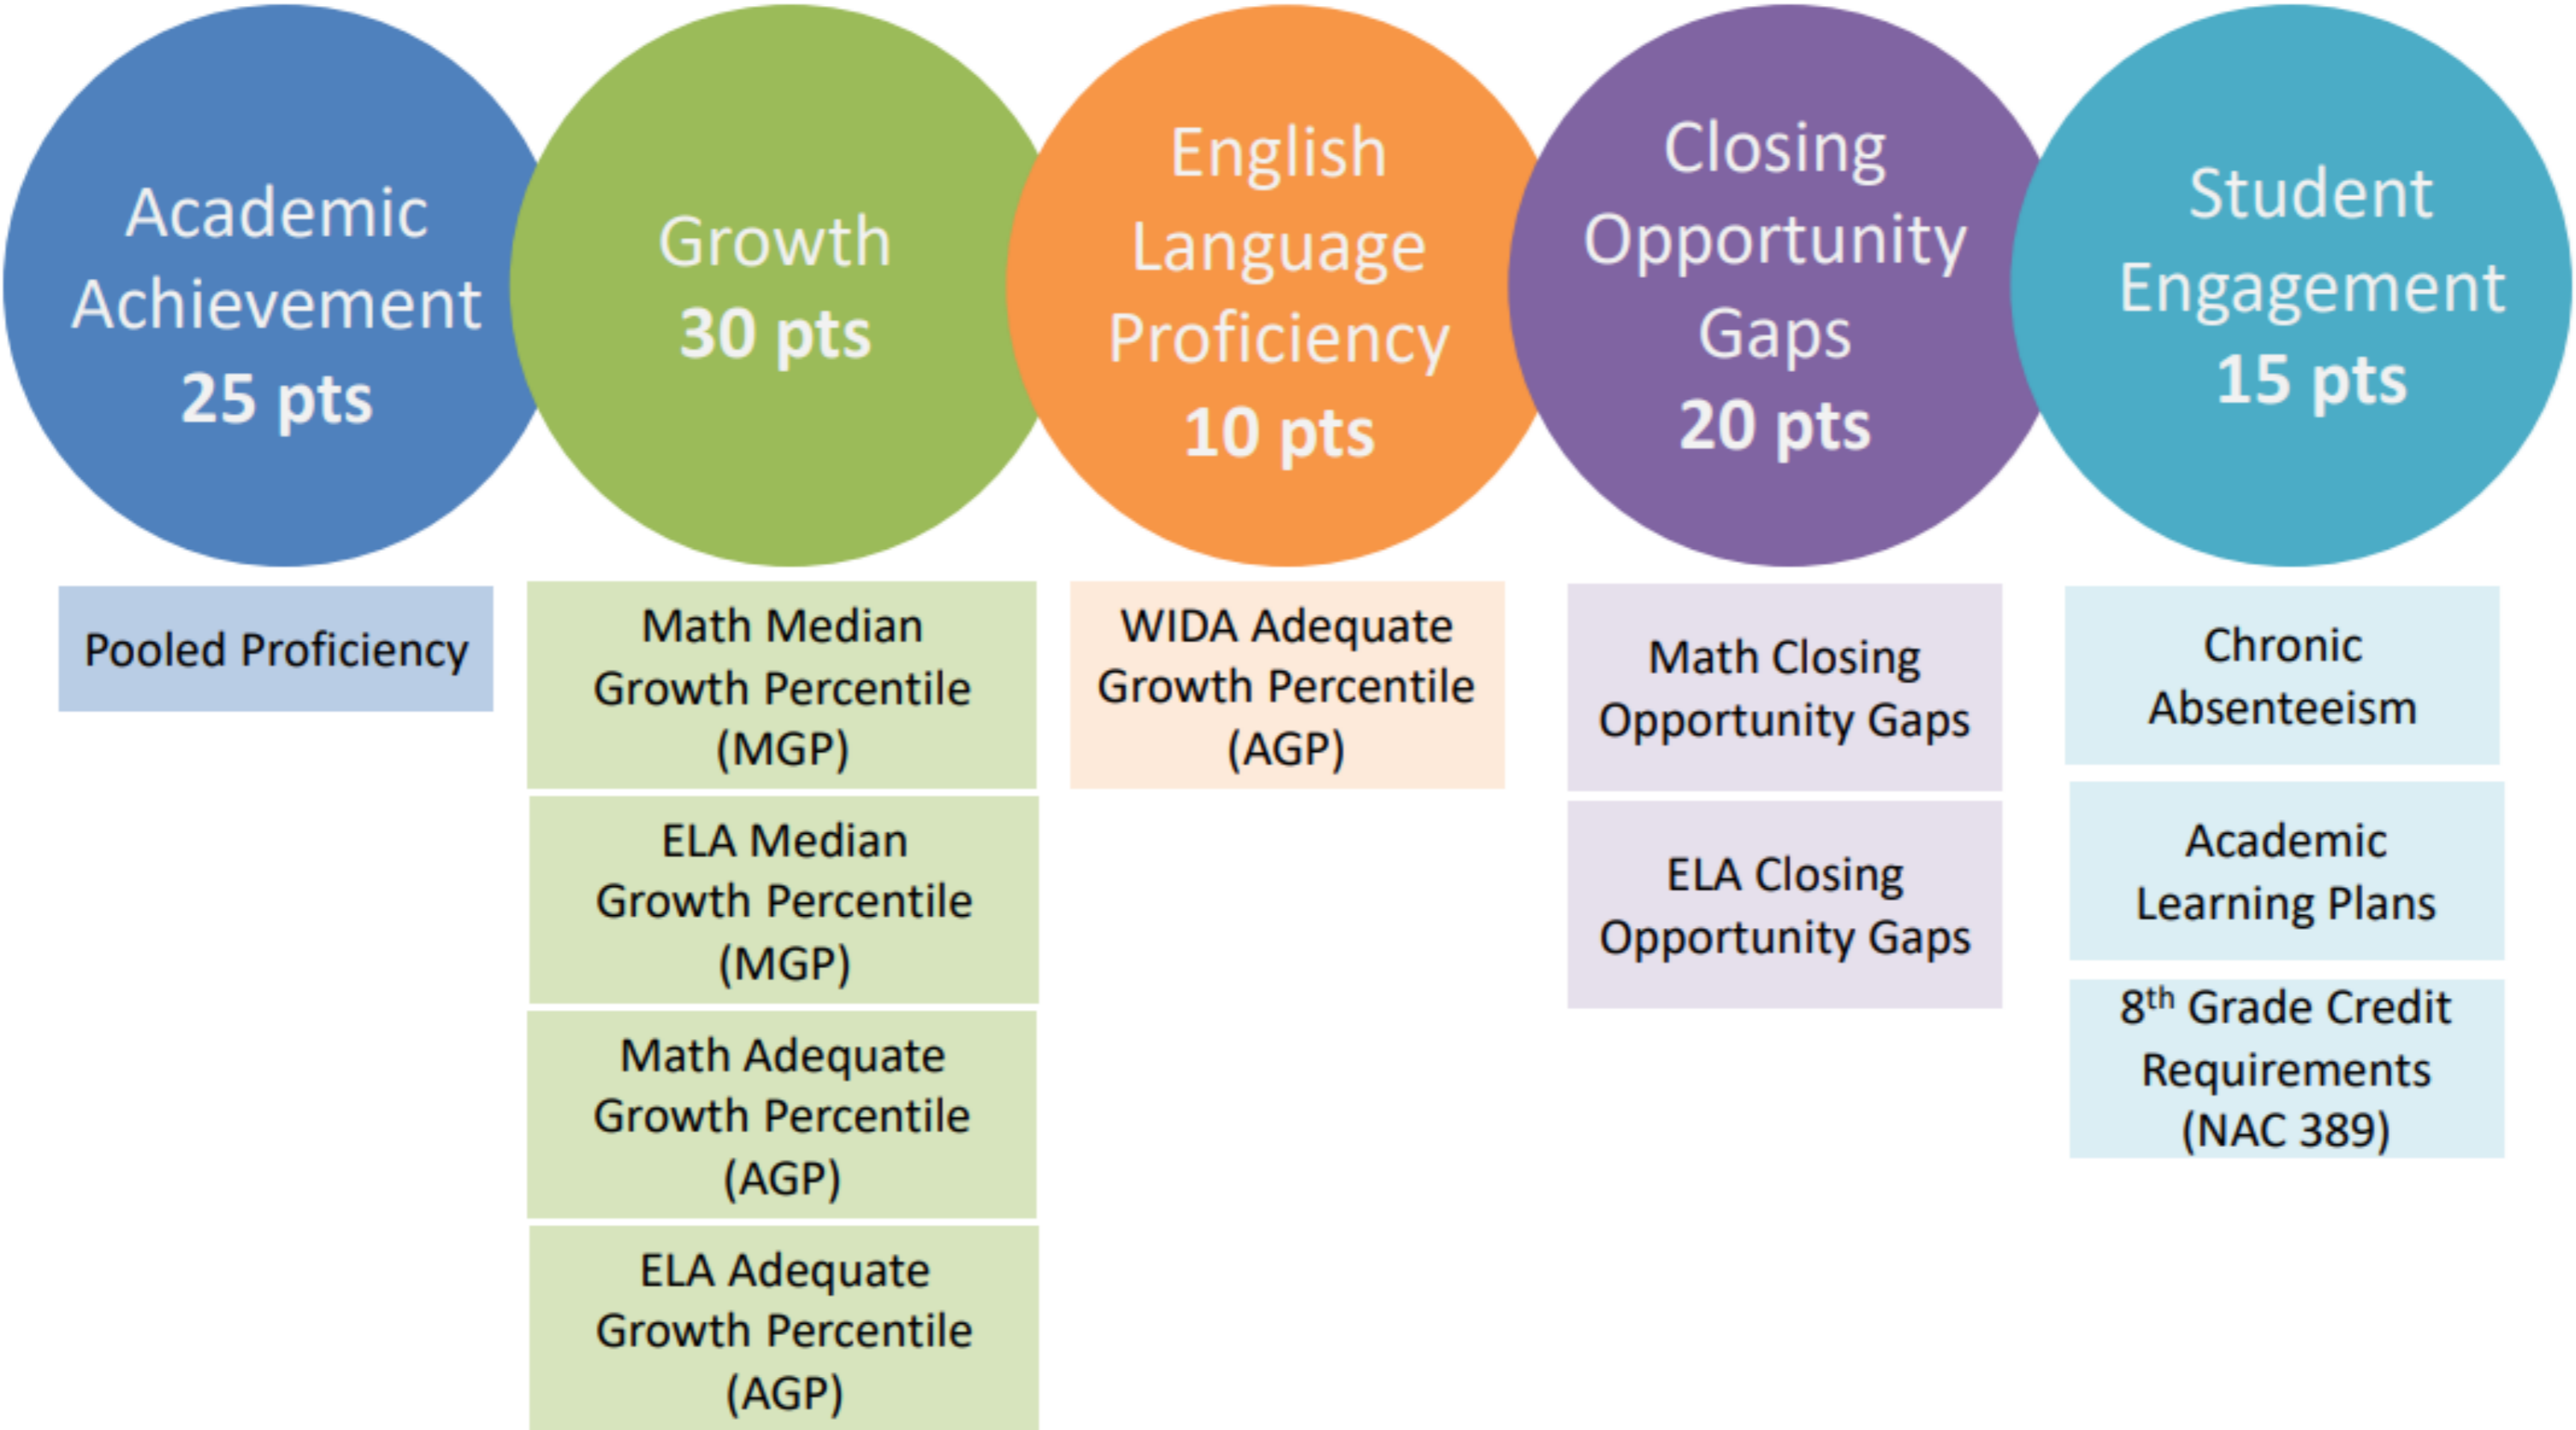 Academic
Achievement
25 pts
Growth
30 pts
English
Language
Proficiency
10 pts
Closing
Opportunity
Gaps
20 pts
Student
Engagement
15 pts
Pooled Proficiency
Math Median
Growth Percentile
(MGP)
ELA Median
Growth Percentile
(MGP)
Math Adequate
Growth Percentile
(AGP)
ELA Adequate
Growth Percentile
(AGP)
WIDA Adequate
Growth Percentile
(AGP)
Math Closing
Opportunity Gaps
ELA Closing
Opportunity Gaps
Chronic
Absenteeism
Academic
Learning Plans
8th Grade Credit
Requirements
(NAC 389)